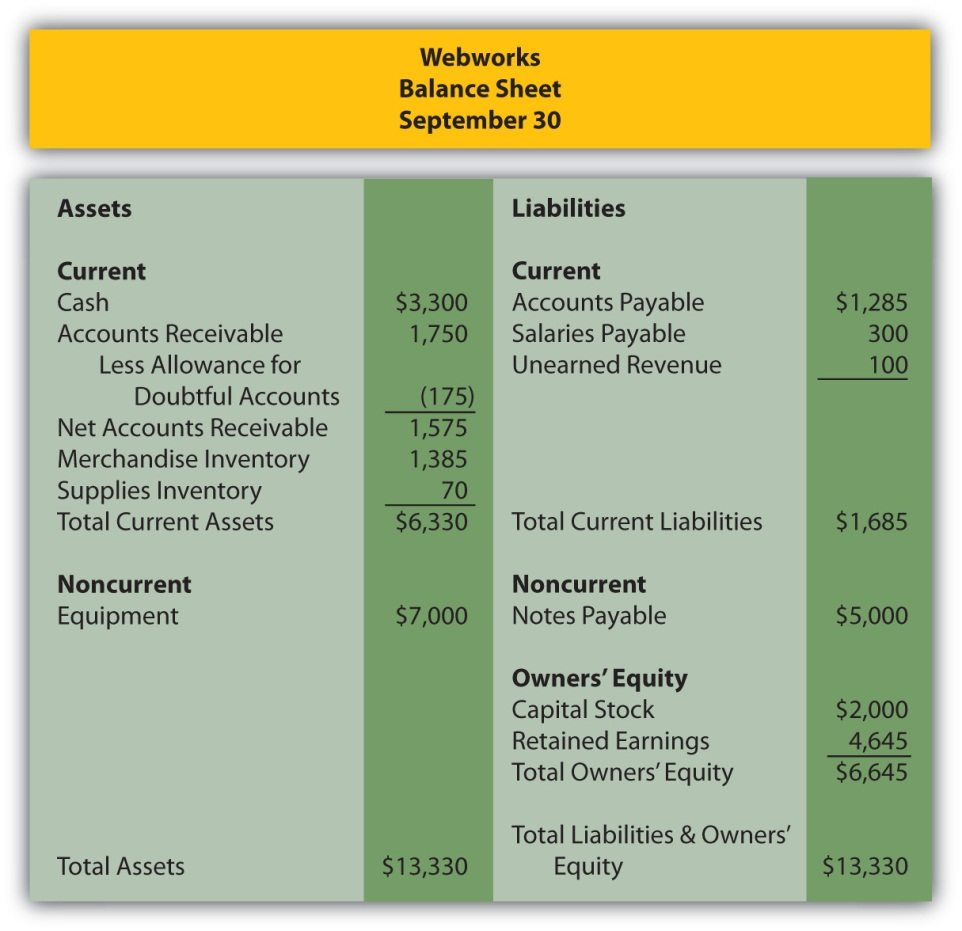 Webworks
Balance Sheet
September 30
Assets
Current
Cash $3,300
Accounts Receivable 1,750
Less Allowance for
Doubtful Accounts (175)
Net Accounts Receivable 1,575
Merchandise Inventory 1,385
Supplies Inventory 70
Total Current Assets $6,330
Noncurrent
Equipment $7,000
Total Assets $13,330
Liabilities
Current
Accounts Payable $1,285
Salaries Payable 300
Unearned Revenue 100
Total Current Liabilities $1,685
Noncurrent
Notes Payable $5,000
Owners’ Equity
Capital Stock $2,000
Retained Earnings 4,645
Total Owners’ Equity $6,645
Total Liabilities & Owners’
Equity $13,330